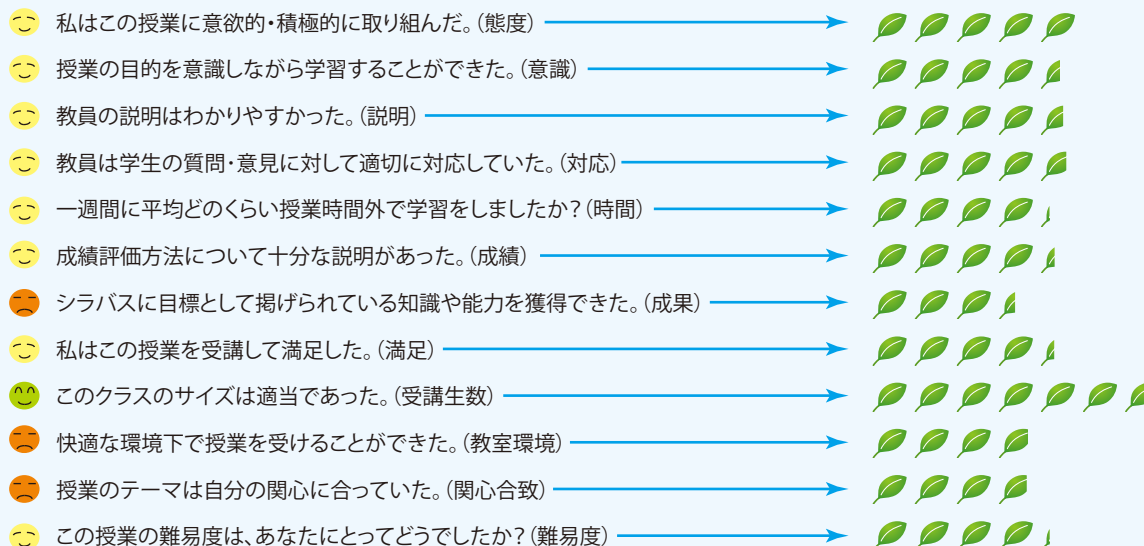 私はこの授業に意欲的・積極的に取り組んだ。(態度)
授業の目的を意識しながら学習することができた。(意識)
教員の説明はわかりやすかった。(説明)
教員は学生の質問・意見に対して適切に対応していた。(対応)
一週間に平均どのくらい授業時間外で学習をしましたか?(時間)
成績評価方法について十分な説明があった。(成績)
シラバスに目標として掲げられている知識や能力を獲得できた。(成果)
私はこの授業を受講して満足した。(満足)
このクラスのサイズは適当であった。(受講生数)
快適な環境下で授業を受けることができた。(教室環境)
授業のテーマは自分の関心に合っていた。(関心合致)
この授業の難易度は、あなたにとってどうでしたか?(難易度)